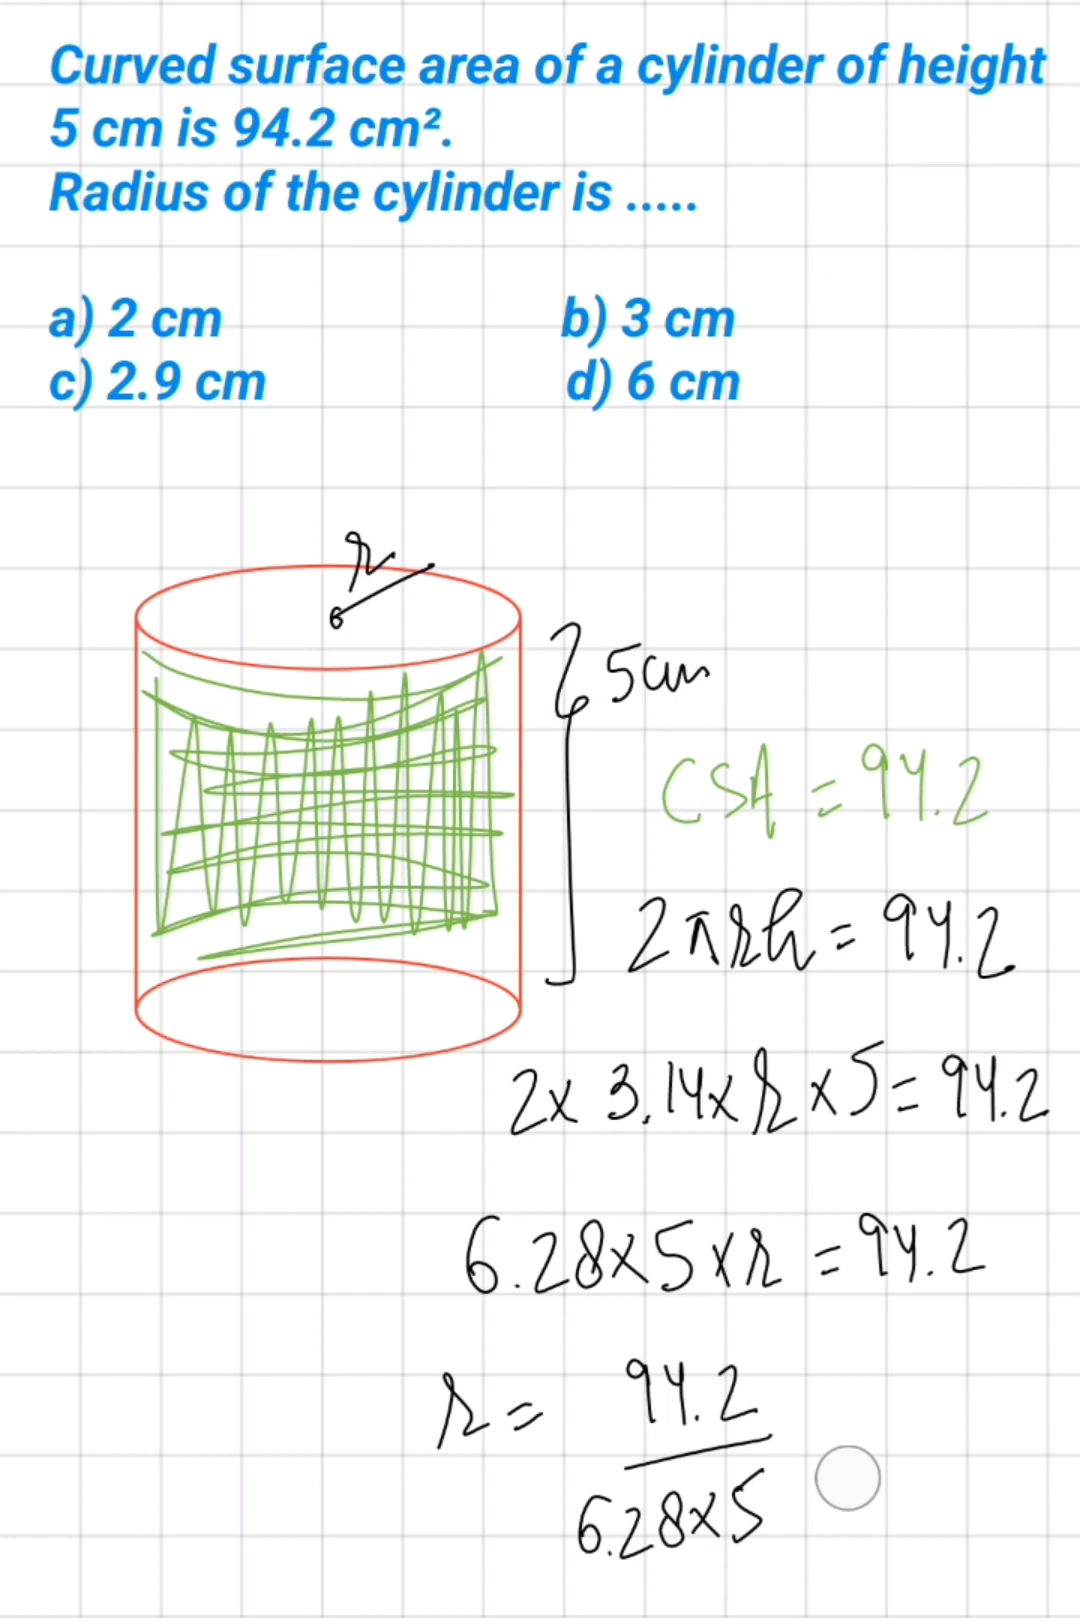 Curved surface area of a cylinder of height
5 cm is 94.2 cm².
Radius of the cylinder is .....
a) 2 cm b) 3 cm
c) 2.9 cm d) 6 cm
r
5cm
CSA = 94.2
2πrh = 94.2
2x 3.14x r x 5 = 94.2
6.28x5xr = 94.2
r = 94.2
6.28x5